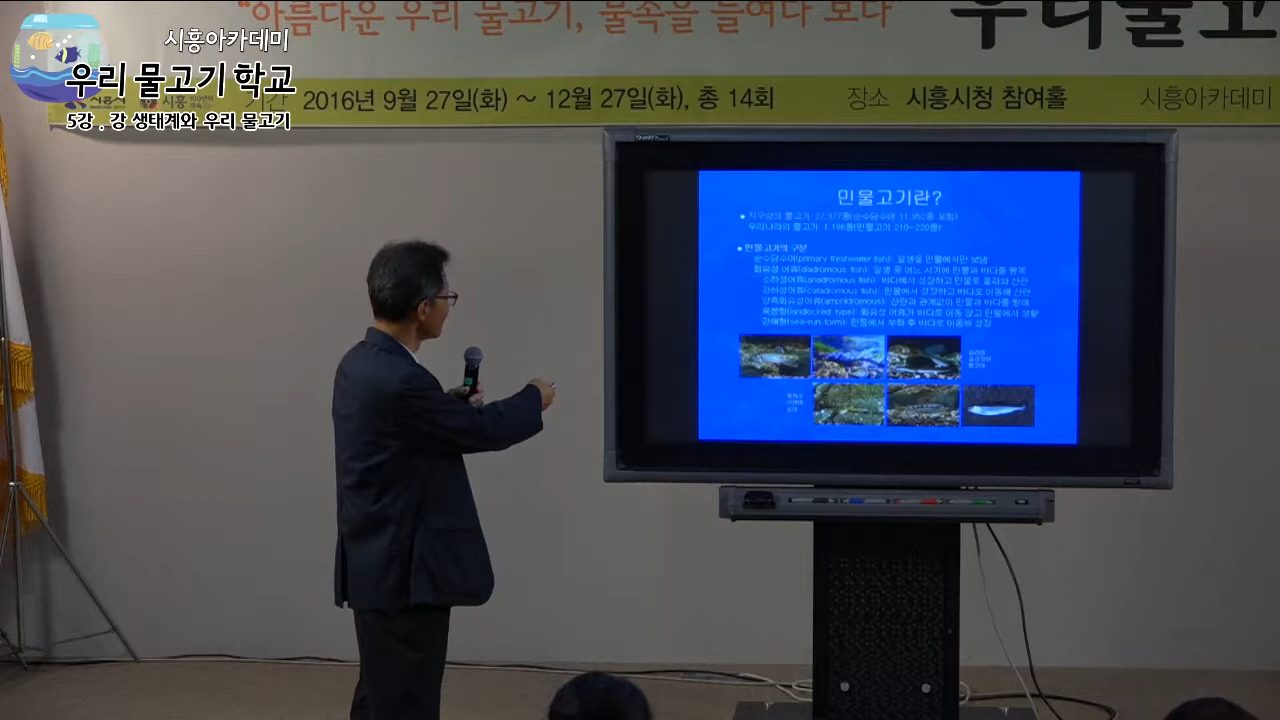 "아름다운 우리 물고기, 물속을 들여다 보다"
우리물고
시흥아카데미
우리 물고기 학교
5강 . 강 생태계와 우리 물고기
기간 2016년 9월 27일(화) ~ 12월 27일(화), 총 14회
장소 시흥시청 참여홀
시흥아카데미
민물고기란?
지구상의 물고기: 27,977종(순수담수어 11,952종 포함)
우리나라의 물고기: 1,186종(민물고기 210~220종)
민물고기의 구분
순수담수어(primary freshwater fish): 일생을 민물에서만 보냄
회유성 어류(diadromous fish): 일생 중 어느 시기에 민물과 바다를 왕복
소하성어류(anadromous fish): 바다에서 성장하고 민물로 올라와 산란
강하성어류(catadromous fish): 민물에서 성장하고 바다로 이동해 산란
양측회유성어류(amphidromous): 산란과 관계없이 민물과 바다를 왕래
육봉형(landlocked type): 회유성 어류가 바다로 이동 않고 민물에서 생활
강해형(sea-run form): 민물에서 부화 후 바다로 이동해 성장